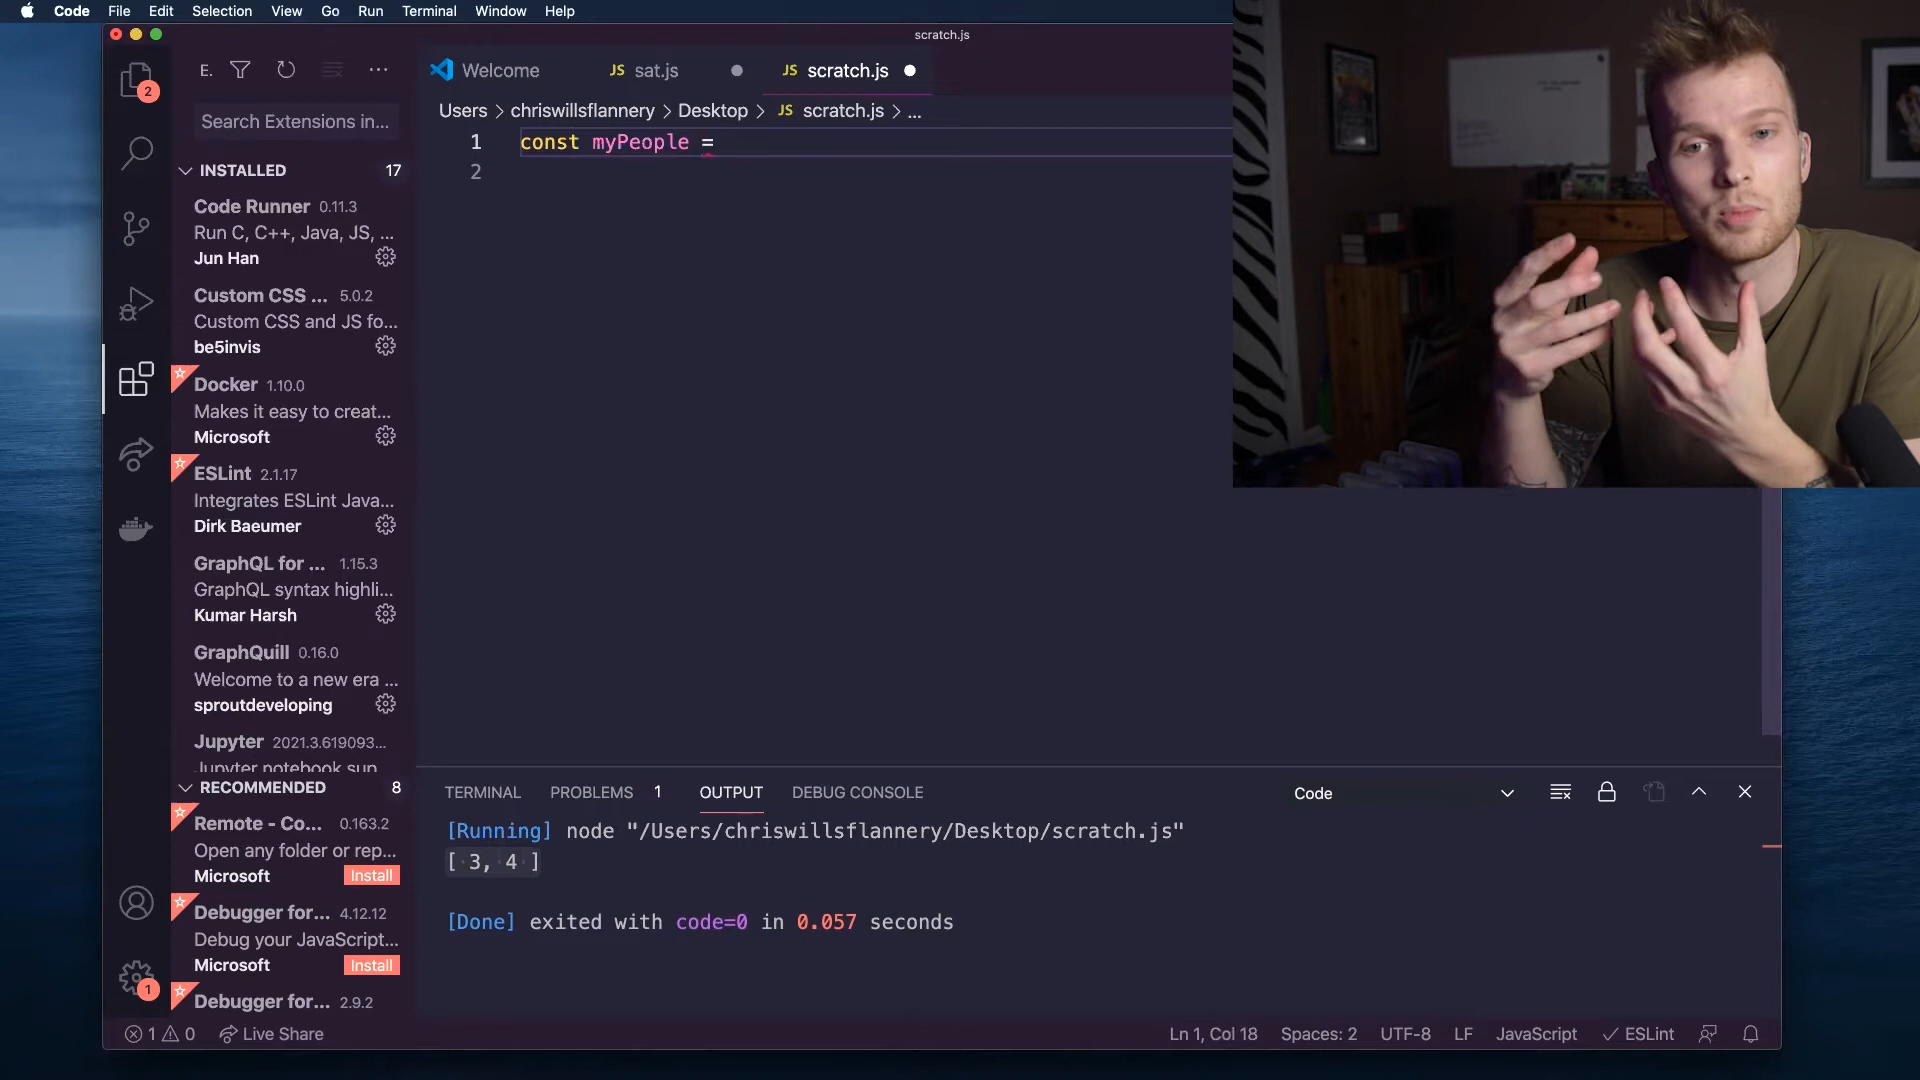 Code File Edit Selection View Go Run Terminal Window Help
scratch.js
2
E.
Search Extensions in...
INSTALLED 17
Code Runner 0.11.3
Run C, C++, Java, JS, ...
Jun Han
Custom CSS ... 5.0.2
Custom CSS and JS fo...
be5invis
Docker 1.10.0
Makes it easy to creat...
Microsoft
ESLint 2.1.17
Integrates ESLint Java...
Dirk Baeumer
GraphQL for ... 1.15.3
GraphQL syntax highli...
Kumar Harsh
GraphQuill 0.16.0
Welcome to a new era ...
sproutdeveloping
Jupyter 2021.3.619093...
Jupyter notebook sup
RECOMMENDED 8
Remote - Co... 0.163.2
Open any folder or rep...
Microsoft Install
Debugger for... 4.12.12
Debug your JavaScript...
Microsoft Install
Debugger for... 2.9.2
1
Welcome JS sat.js JS scratch.js
Users > chriswillsflannery > Desktop > JS scratch.js > ...
1 const myPeople =
2
TERMINAL PROBLEMS 1 OUTPUT DEBUG CONSOLE Code
[Running] node "/Users/chriswillsflannery/Desktop/scratch.js"
[ 3, 4 ]
[Done] exited with code=0 in 0.057 seconds
1 0 Live Share Ln 1, Col 18 Spaces: 2 UTF-8 LF JavaScript ESLint